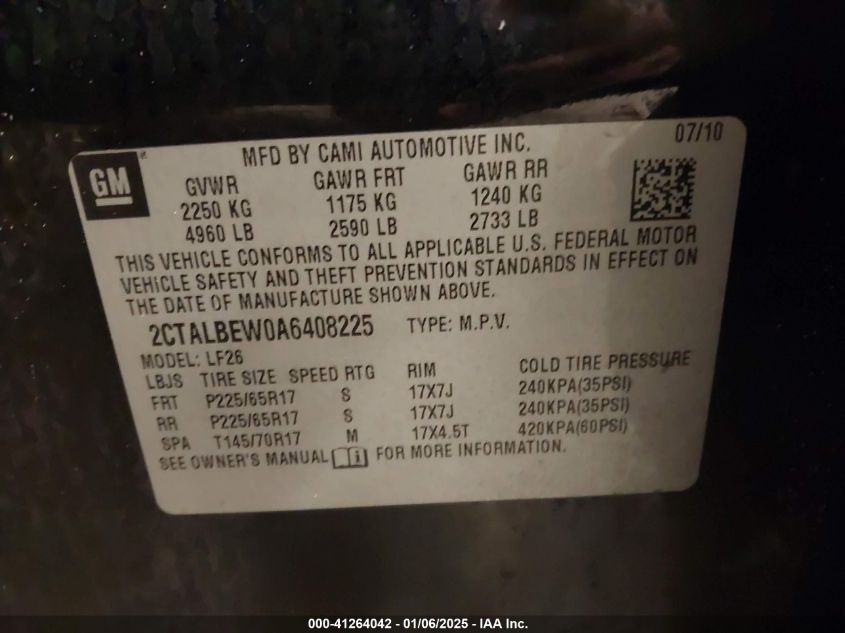 07/10
GM
MFD BY CAMI AUTOMOTIVE INC.
GVWR GAWR FRT GAWR RR
2250 KG 1175 KG 1240 KG
4960 LB 2590 LB 2733 LB
THIS VEHICLE CONFORMS TO ALL APPLICABLE U.S. FEDERAL MOTOR
VEHICLE SAFETY AND THEFT PREVENTION STANDARDS IN EFFECT ON
THE DATE OF MANUFACTURE SHOWN ABOVE.
2CTALBEW0A6408225 TYPE: M.P.V.
MODEL: LF26
LBJS TIRE SIZE SPEED RTG RIM COLD TIRE PRESSURE
FRT P225/65R17 S 17X7J 240KPA(35PSI)
RR P225/65R17 S 17X7J 240KPA(35PSI)
SPA T145/70R17 M 17X4.5T 420KPA(60PSI)
SEE OWNER'S MANUAL i FOR MORE INFORMATION.
000-41264042 - 01/06/2025 - IAA Inc.